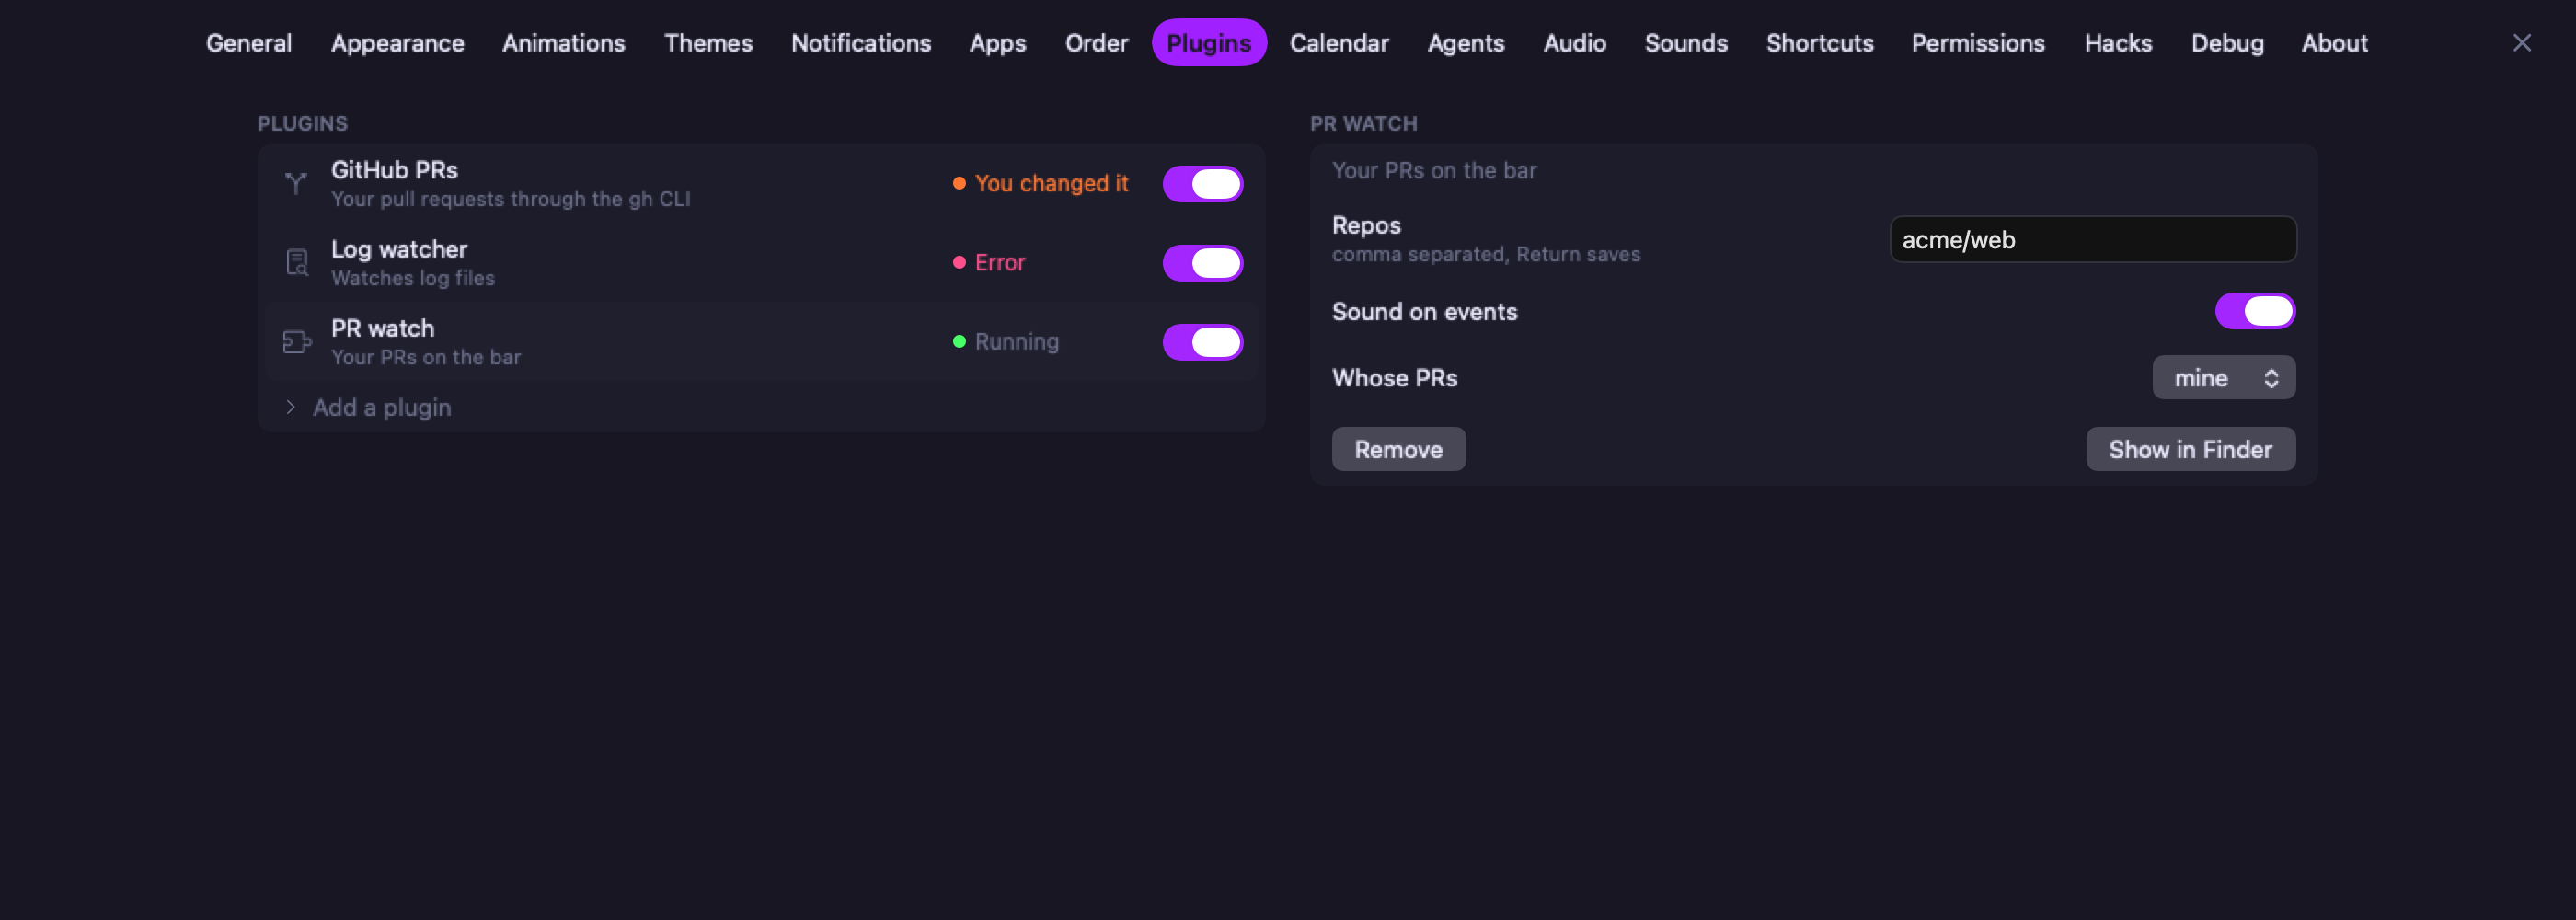 General Appearance Animations Themes Notifications Apps Order Plugins Calendar Agents Audio Sounds Shortcuts Permissions Hacks Debug About
PLUGINS
GitHub PRs
Your pull requests through the gh CLI
You changed it
Log watcher
Watches log files
Error
PR watch
Your PRs on the bar
Running
Add a plugin
PR WATCH
Your PRs on the bar
Repos
comma separated, Return saves
acme/web
Sound on events
Whose PRs
mine
Remove
Show in Finder